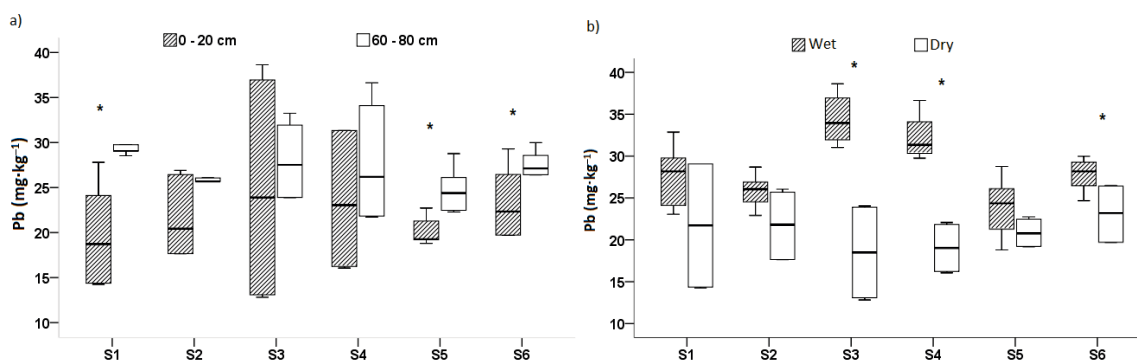 a)
0 - 20 cm
60 - 80 cm
Pb (mg·kg⁻¹)
40
35
30
25
20
15
10
*
*
*
S1
S2
S3
S4
S5
S6
b)
Wet
Dry
Pb (mg·kg⁻¹)
40
35
30
25
20
15
10
*
*
*
S1
S2
S3
S4
S5
S6